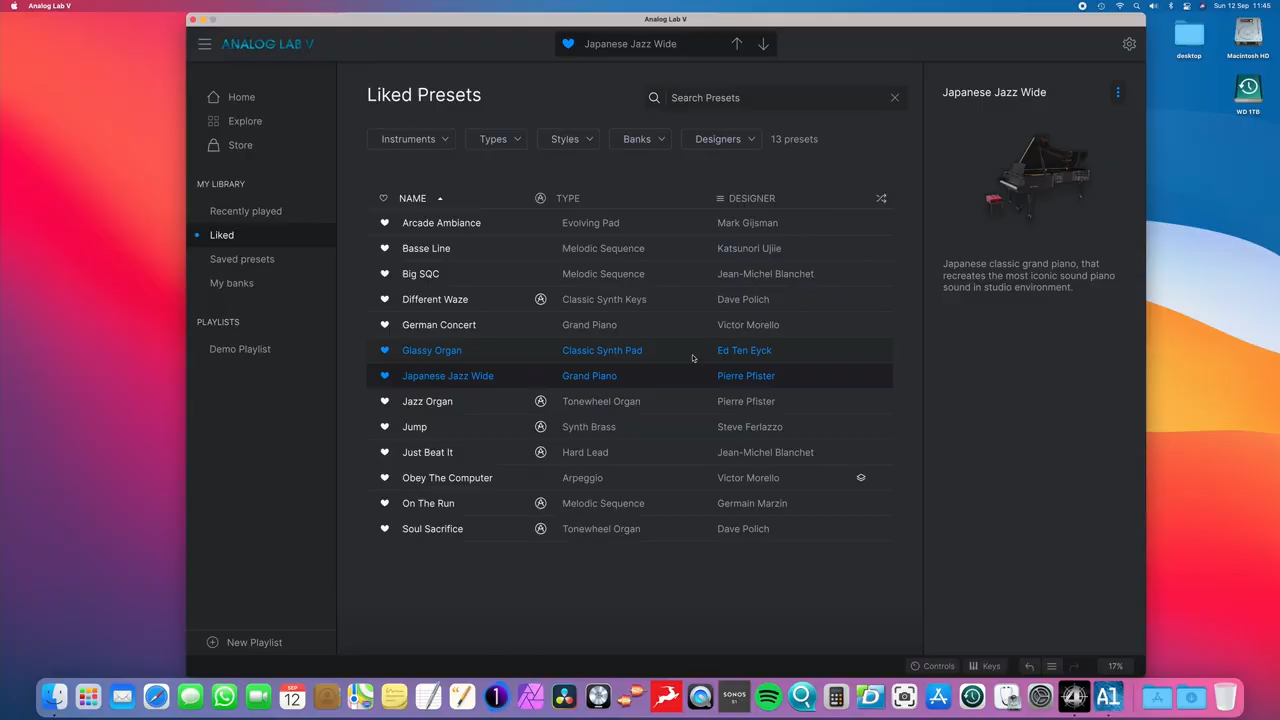 Analog Lab V
Sun 12 Sep 11:45
Analog Lab V
ANALOG LAB V
Japanese Jazz Wide
desktop
Macintosh HD
WD 1TB
Home
Explore
Store
MY LIBRARY
Recently played
Liked
Saved presets
My banks
PLAYLISTS
Demo Playlist
New Playlist
Liked Presets
Search Presets
Instruments Types Styles Banks Designers 13 presets
NAME TYPE DESIGNER
Arcade Ambiance Evolving Pad Mark Gijsman
Basse Line Melodic Sequence Katsunori Ujiie
Big SQC Melodic Sequence Jean-Michel Blanchet
Different Waze Classic Synth Keys Dave Polich
German Concert Grand Piano Victor Morello
Glassy Organ Classic Synth Pad Ed Ten Eyck
Japanese Jazz Wide Grand Piano Pierre Pfister
Jazz Organ Tonewheel Organ Pierre Pfister
Jump Synth Brass Steve Ferlazzo
Just Beat It Hard Lead Jean-Michel Blanchet
Obey The Computer Arpeggio Victor Morello
On The Run Melodic Sequence Germain Marzin
Soul Sacrifice Tonewheel Organ Dave Polich
Japanese Jazz Wide
Japanese classic grand piano, that
recreates the most iconic sound piano
sound in studio environment.
Controls Keys 17%
SEP
12
1
SONOS
S1
A1